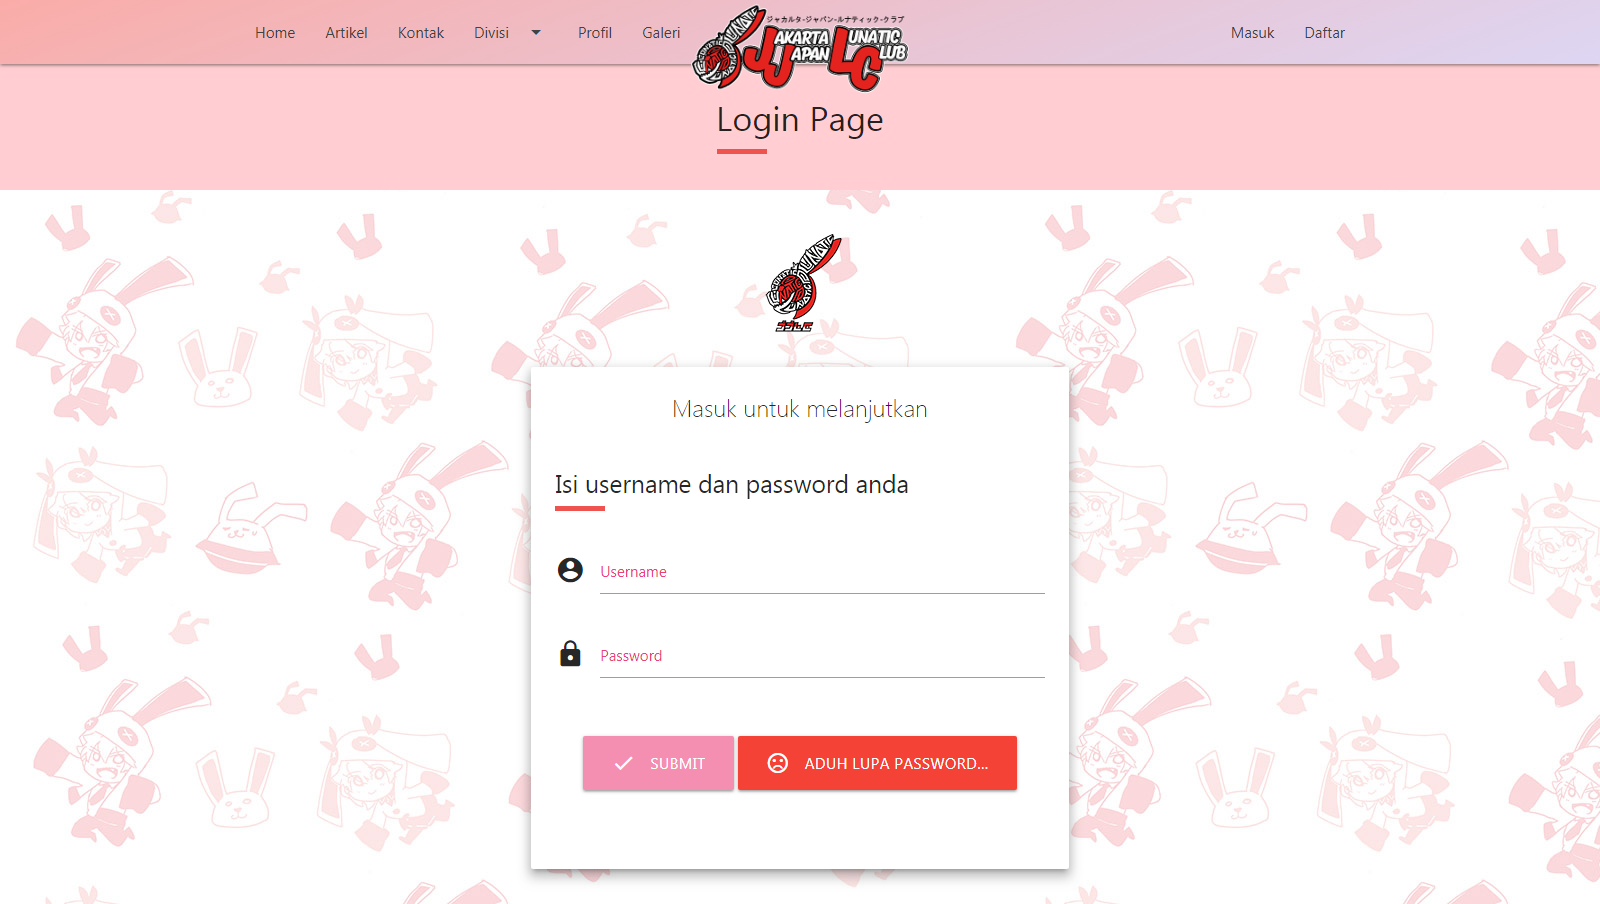 Home Artikel Kontak Divisi Profil Galeri
ジャカルタ-ジャパン-ルナティック-クラブ
JAKARTA LUNATIC
JAPAN CLUB
Masuk Daftar
Login Page
LUNATIC
Masuk untuk melanjutkan
Isi username dan password anda
Username
Password
SUBMIT
ADUH LUPA PASSWORD...